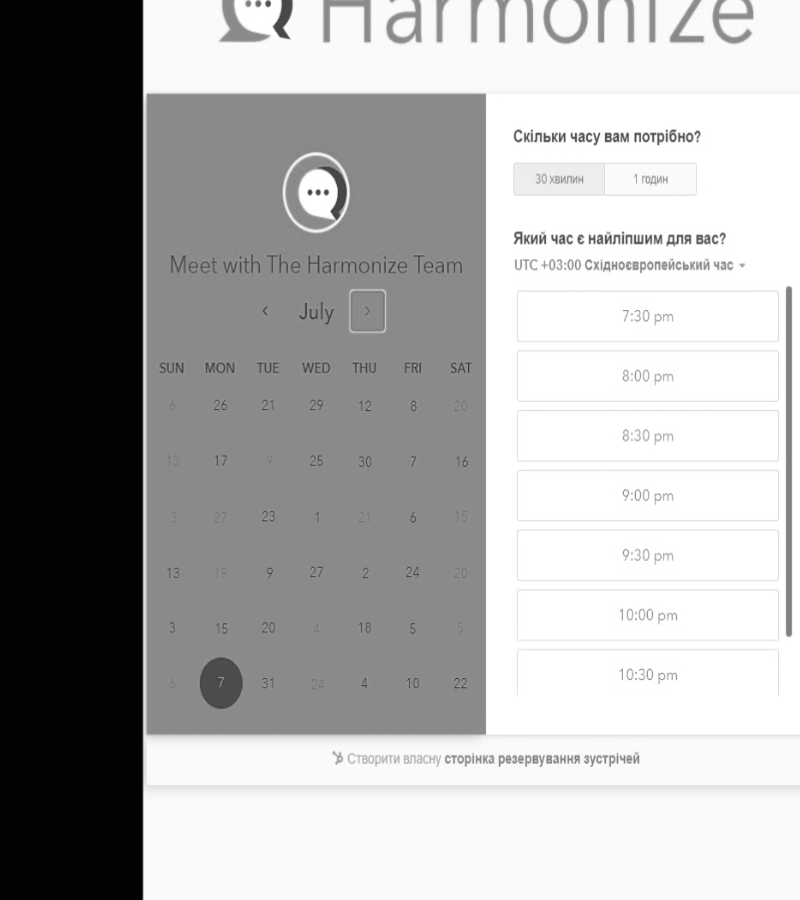 Harmonize
Meet with The Harmonize Team
July
SUN MON TUE WED THU FRI SAT
6 26 21 29 12 8 20
13 17 9 25 30 7 16
3 27 23 1 21 6 15
13 19 9 27 2 24 20
3 15 20 4 18 5 5
6 7 31 24 4 10 22
Скільки часу вам потрібно?
30 хвилин 1 годин
Який час є найліпшим для вас?
UTC +03:00 Східноєвропейський час
7:30 pm
8:00 pm
8:30 pm
9:00 pm
9:30 pm
10:00 pm
10:30 pm
Створити власну сторінка резервування зустрічей